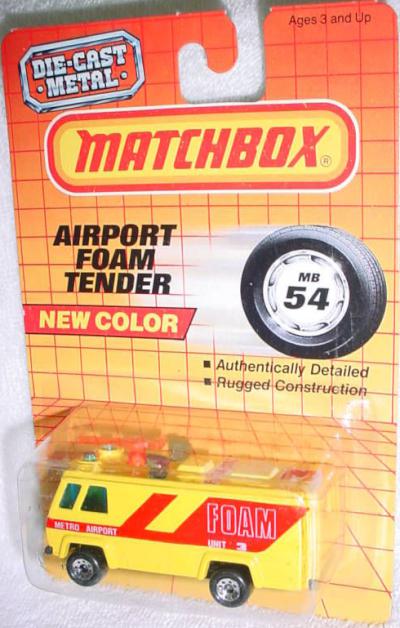 Ages 3 and Up
DIE-CAST
METAL
MATCHBOX®
AIRPORT
FOAM
TENDER
MB
54
NEW COLOR
■ Authentically Detailed
■ Rugged Construction
FOAM
METRO AIRPORT
UNIT 3